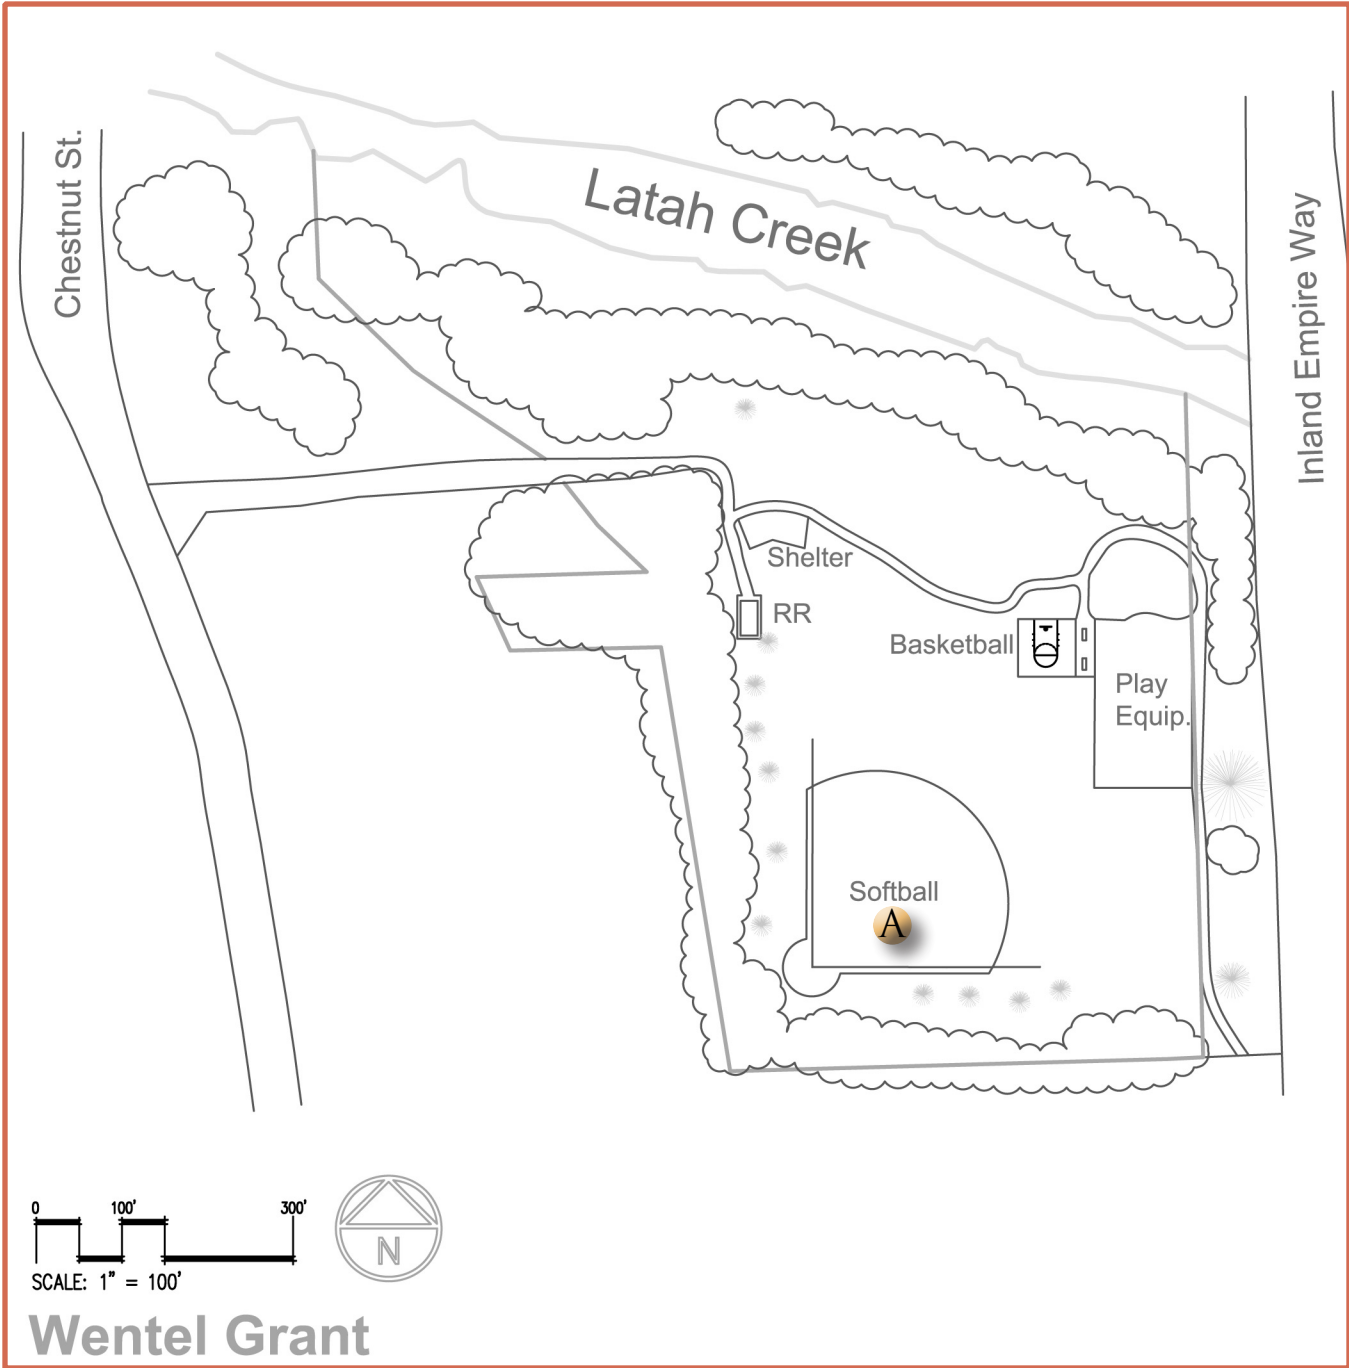 Chestnut St.
Latah Creek
Inland Empire Way
Shelter
RR
Basketball
Play
Equip.
Softball
A
0 100' 300'
SCALE: 1" = 100'
N
Wentel Grant